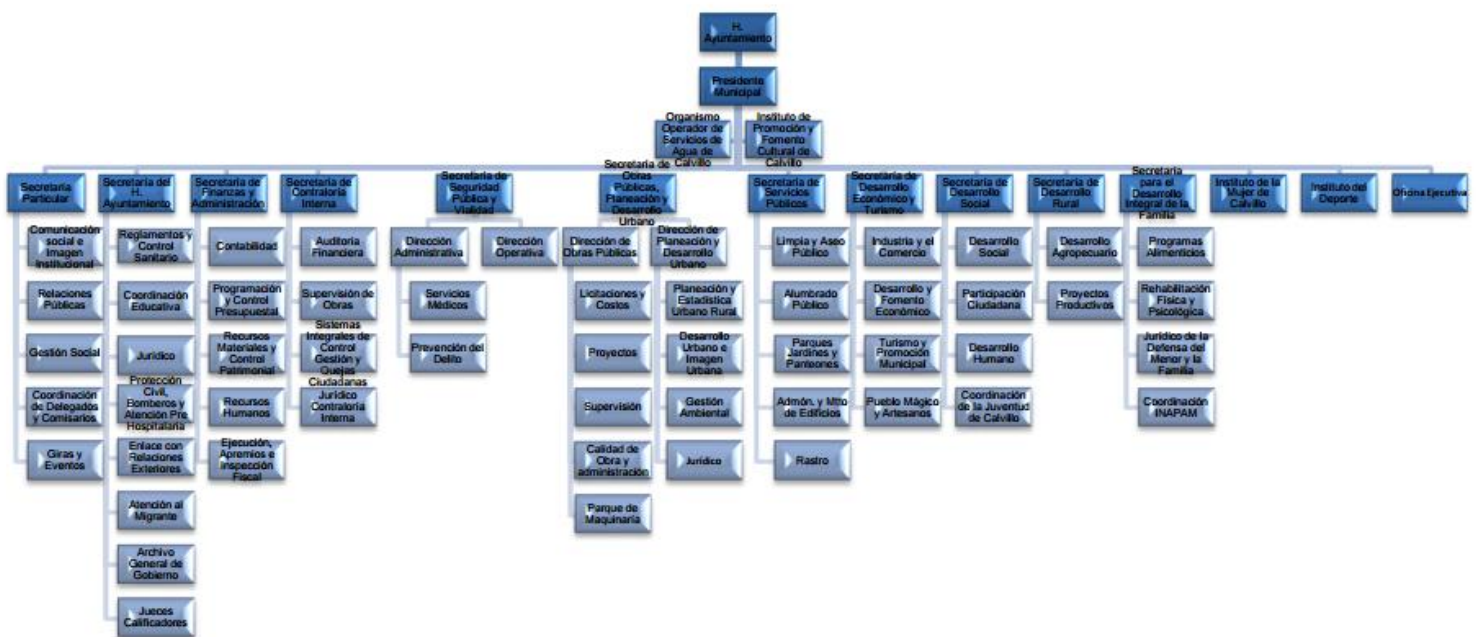 H.
Ayuntamiento
Presidente
Municipal
Organismo
Operador de
Servicios de
Agua de
Calvillo
Instituto de
Promoción y
Fomento
Cultural de
Calvillo
Secretaría
Particular
Secretaría del
H.
Ayuntamiento
Secretaría de
Finanzas y
Administración
Secretaría de
Contraloría
Interna
Secretaría de
Seguridad
Pública y
Vialidad
Secretaría de
Obras
Públicas,
Planeación y
Desarrollo
Urbano
Secretaría de
Servicios
Públicos
Secretaría de
Desarrollo
Económico y
Turismo
Secretaría de
Desarrollo
Social
Secretaría de
Desarrollo
Rural
Secretaría
para el
Desarrollo
Integral de la
Familia
Instituto de la
Mujer de
Calvillo
Instituto del
Deporte
Oficina Ejecutiva
Comunicación
social e
Imagen
Institucional
Relaciones
Públicas
Gestión Social
Coordinación
de Delegados
y Comisarios
Giras y
Eventos
Reglamentos y
Control
Sanitario
Coordinación
Educativa
Jurídico
Protección
Civil,
Bomberos y
Atención Pre
Hospitalaria
Enlace con
Relaciones
Exteriores
Atención al
Migrante
Archivo
General de
Gobierno
Jueces
Calificadores
Contabilidad
Programación
y Control
Presupuestal
Recursos
Materiales y
Control
Patrimonial
Recursos
Humanos
Ejecución,
Apremios e
Inspección
Fiscal
Auditoría
Financiera
Supervisión de
Obras
Sistemas
Integrales de
Control
Gestión y
Quejas
Ciudadanas
Jurídico
Contraloría
Interna
Dirección
Administrativa
Servicios
Médicos
Prevención del
Delito
Dirección
Operativa
Dirección de
Obras Públicas
Licitaciones y
Costos
Proyectos
Supervisión
Calidad de
Obra y
administración
Parque de
Maquinaría
Dirección de
Planeación y
Desarrollo
Urbano
Planeación y
Estadística
Urbano Rural
Desarrollo
Urbano e
Imagen
Urbana
Gestión
Ambiental
Jurídico
Limpia y Aseo
Público
Alumbrado
Público
Parques
Jardines y
Panteones
Admón. y Mtto
de Edificios
Rastro
Industria y el
Comercio
Desarrollo y
Fomento
Económico
Turismo y
Promoción
Municipal
Pueblo Mágico
y Artesanos
Desarrollo
Social
Participación
Ciudadana
Desarrollo
Humano
Coordinación
de la Juventud
de Calvillo
Desarrollo
Agropecuario
Proyectos
Productivos
Programas
Alimenticios
Rehabilitación
Física y
Psicológica
Jurídico de la
Defensa del
Menor y la
Familia
Coordinación
INAPAM